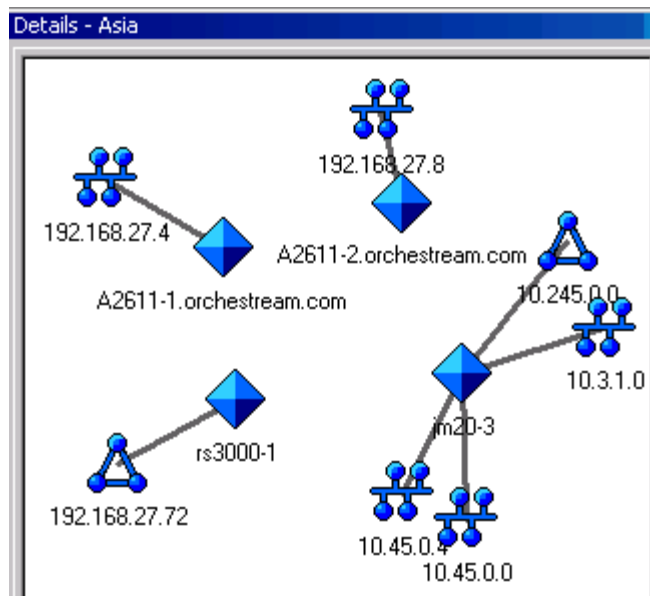 Details - Asia
192.168.27.8
192.168.27.4
A2611-2.orchestream.com
A2611-1.orchestream.com
10.245.0.0
10.3.1.0
jm20-3
rs3000-1
192.168.27.72
10.45.0.4
10.45.0.0